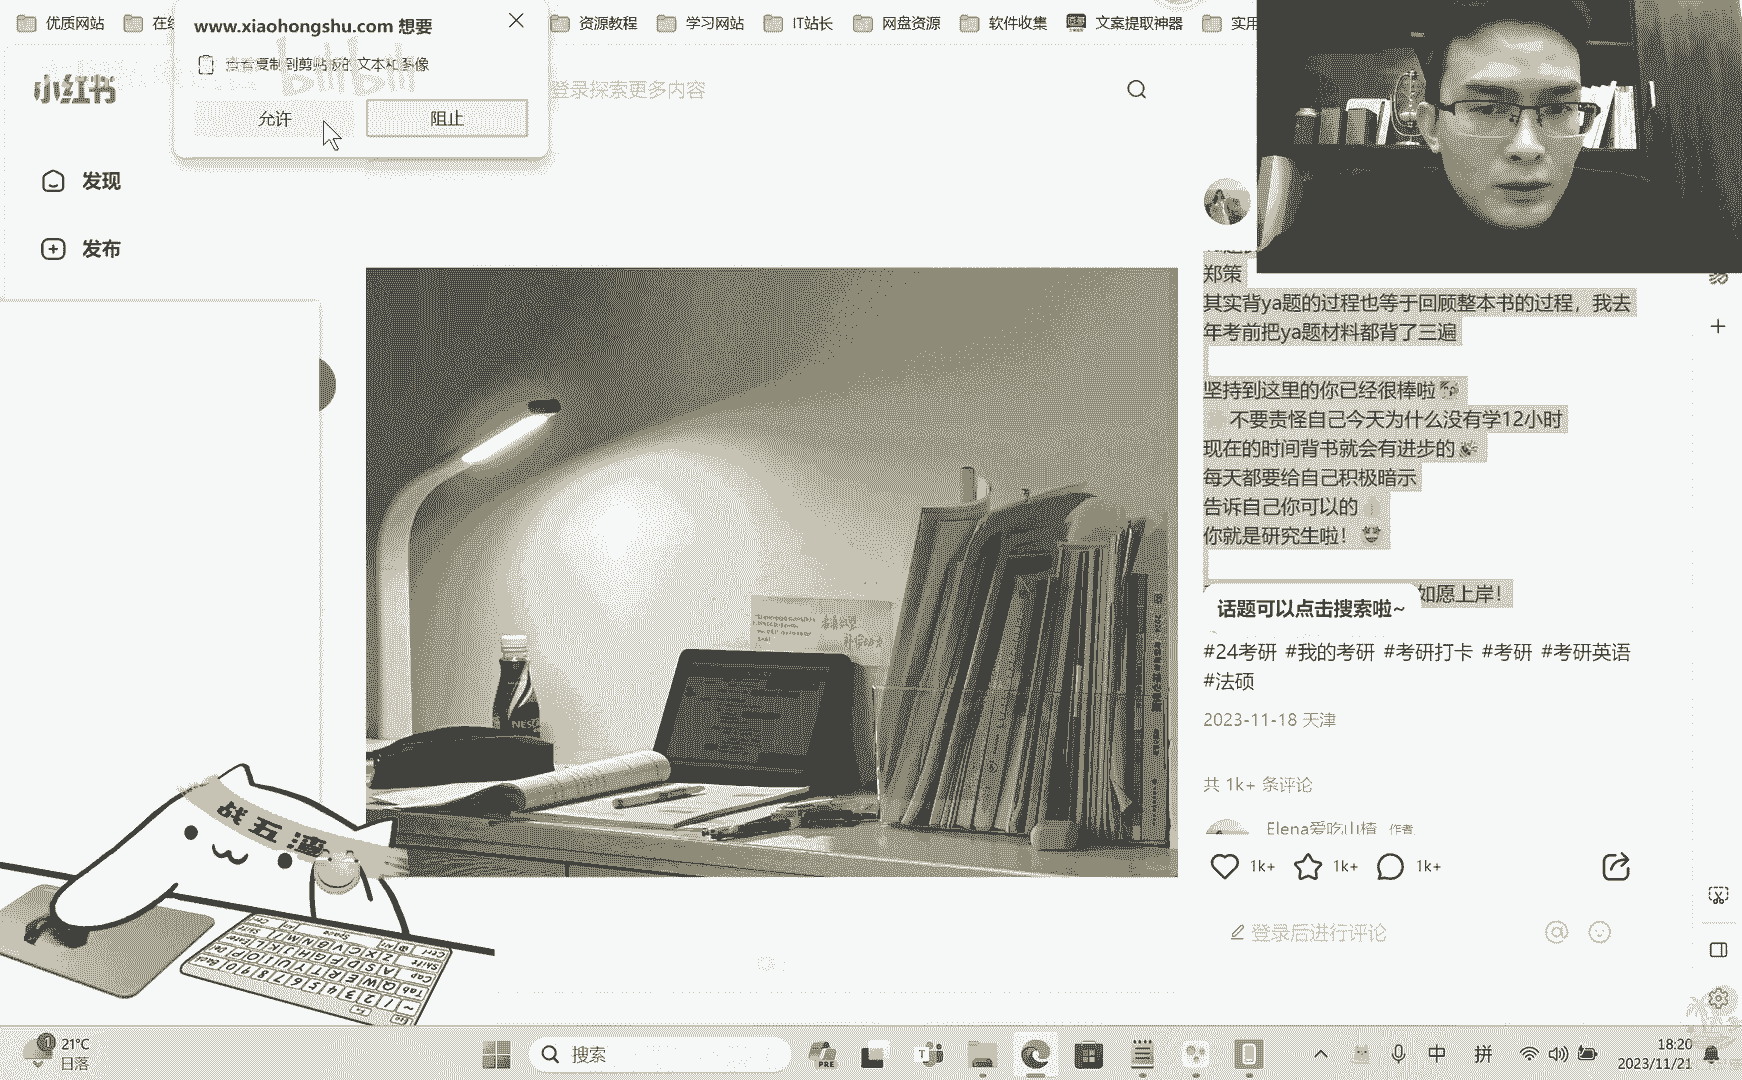 优质网站
资源教程
学习网站
IT站长
网盘资源
软件收集
文案提取神器
www.xiaohongshu.com 想要
查看复制到剪贴板的文本和图像
允许
阻止
bilibili
小红书
登录探索更多内容
发现
发布
郑策
其实背ya题的过程也等于回顾整本书的过程，我去
年考前把ya题材料都背了三遍
坚持到这里的你已经很棒啦
不要责怪自己今天为什么没有学12小时
现在的时间背书就会有进步的
每天都要给自己积极暗示
告诉自己你可以的
你就是研究生啦！
如愿上岸！
话题可以点击搜索啦~
#24考研 #我的考研 #考研打卡 #考研 #考研英语
#法硕
2023-11-18 天津
共 1k+ 条评论
Elena爱吃山楂 作者
1k+ 1k+ 1k+
登录后进行评论
战五渣
21°C
日落
搜索
PRE
中
拼
18:20
2023/11/21